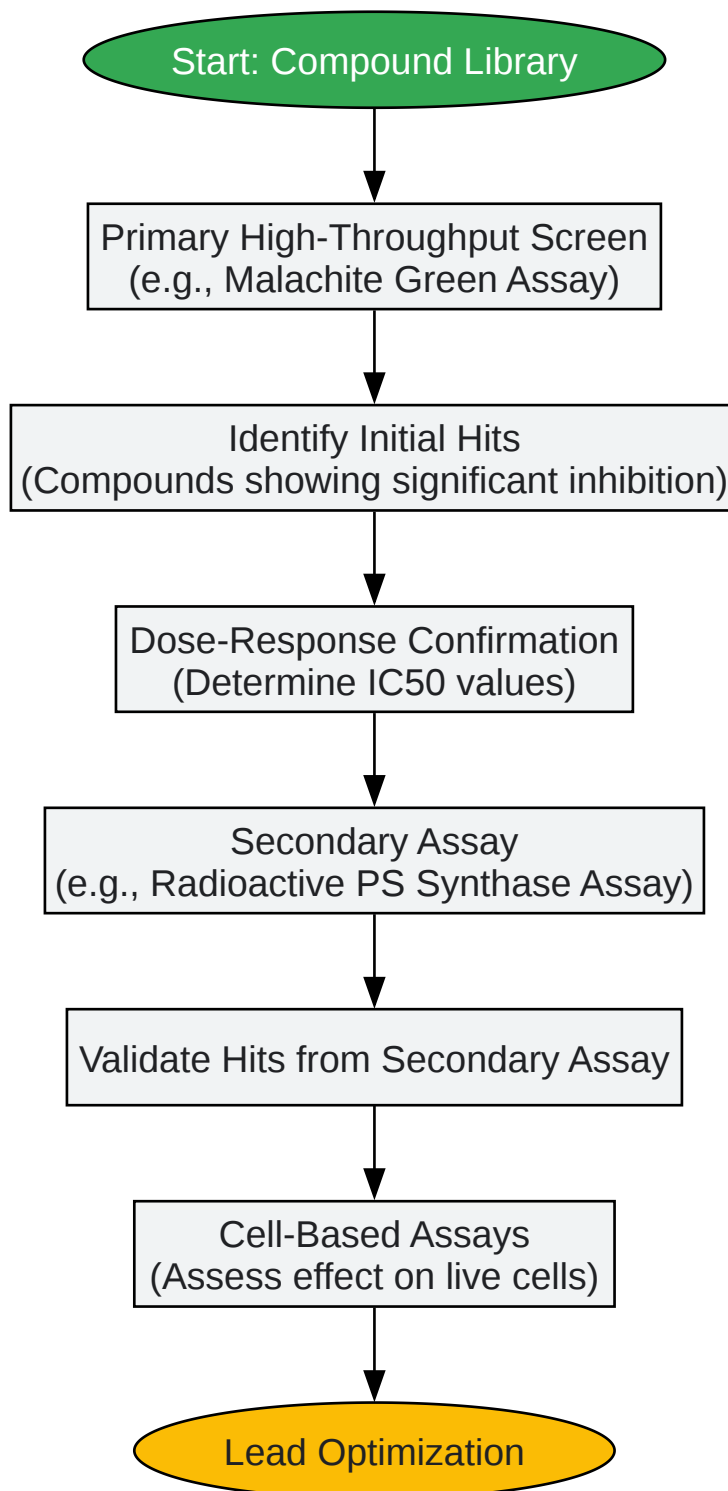 Start: Compound Library
Primary High-Throughput Screen
(e.g., Malachite Green Assay)
Identify Initial Hits
(Compounds showing significant inhibition)
Dose-Response Confirmation
(Determine IC50 values)
Secondary Assay
(e.g., Radioactive PS Synthase Assay)
Validate Hits from Secondary Assay
Cell-Based Assays
(Assess effect on live cells)
Lead Optimization